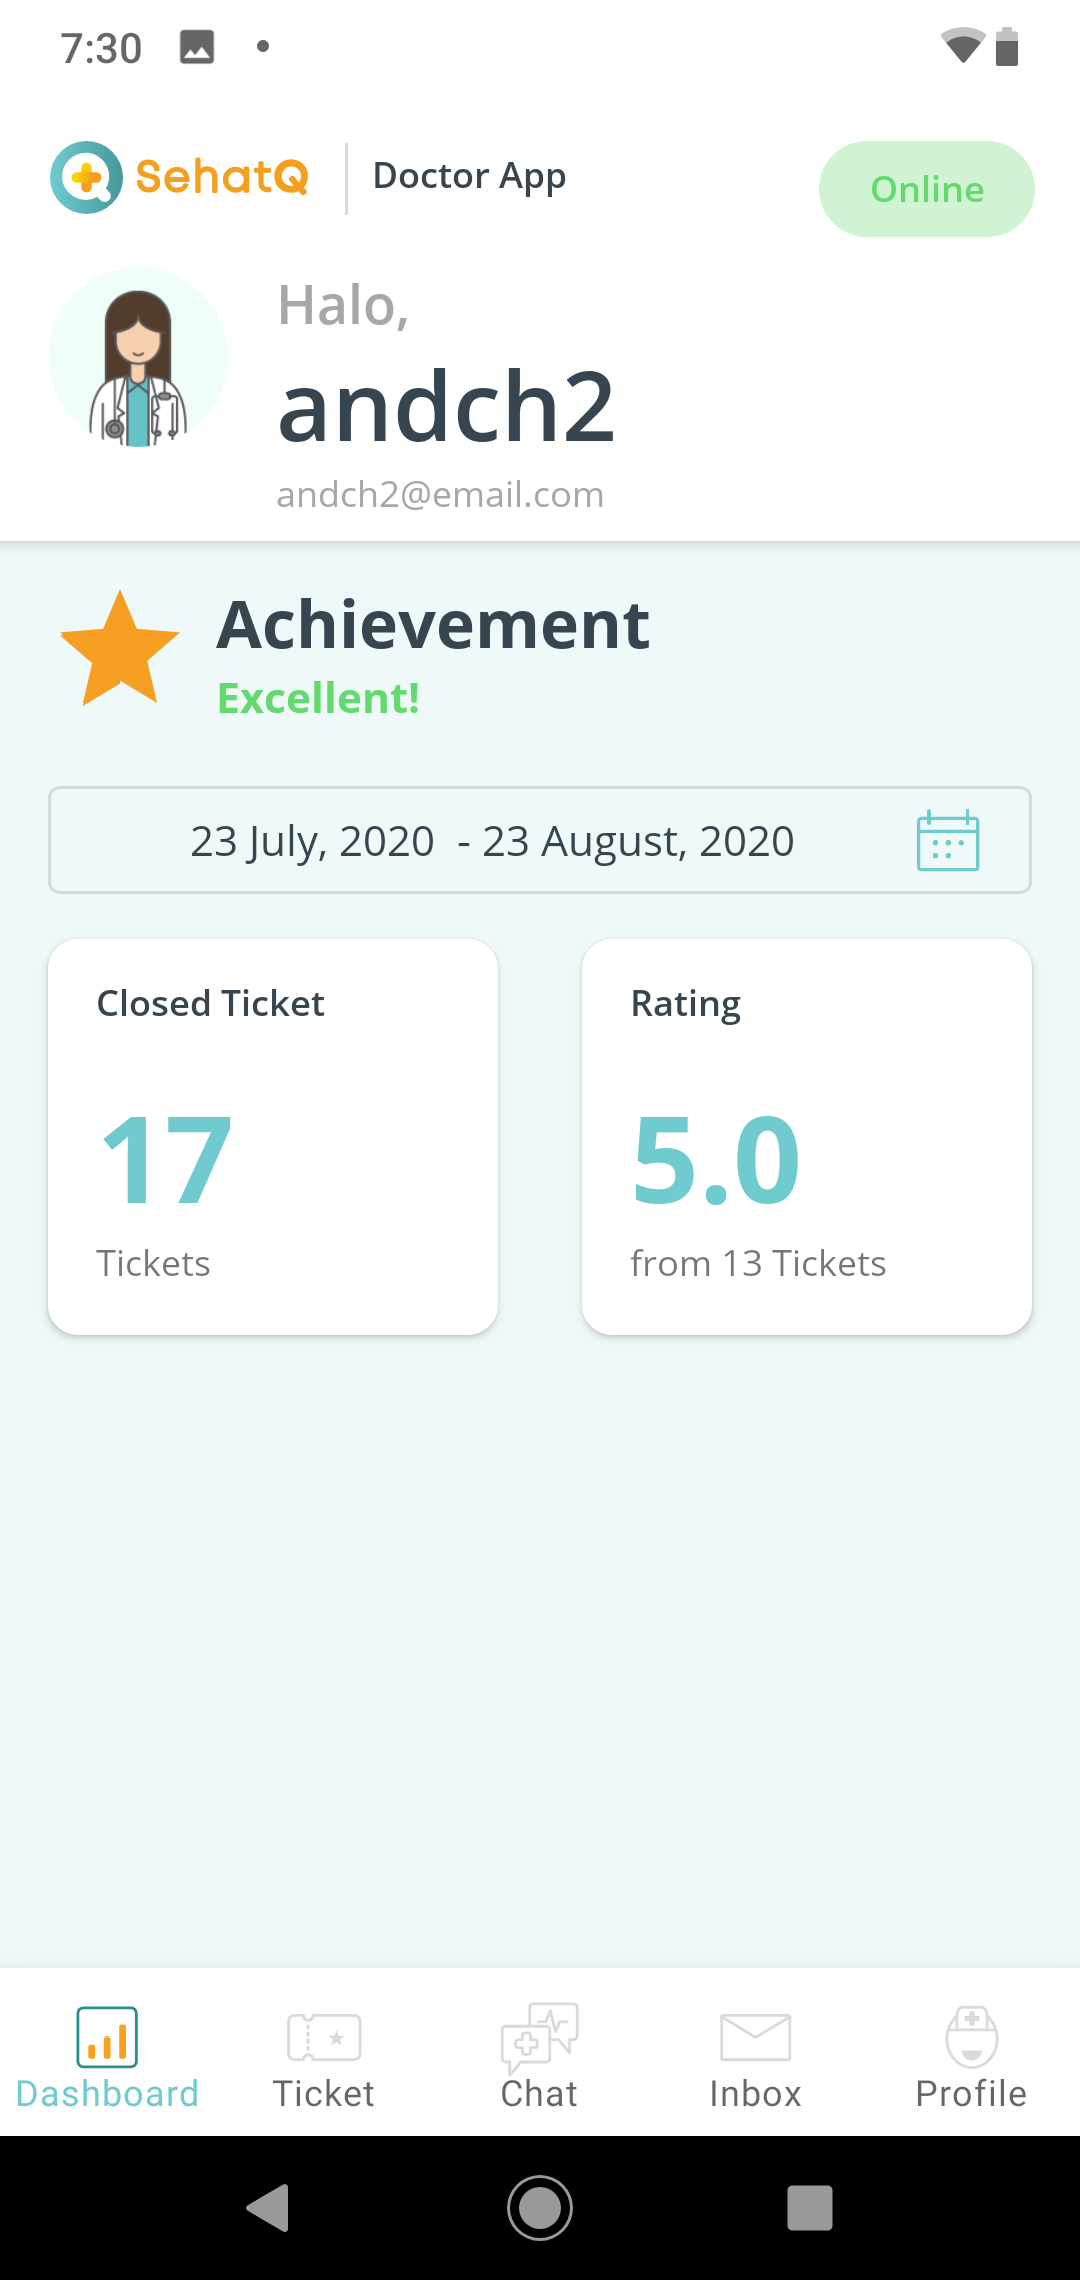 7:30
SehatQ Doctor App
Online
Halo,
andch2
andch2@email.com
Achievement
Excellent!
23 July, 2020 - 23 August, 2020
Closed Ticket
17
Tickets
Rating
5.0
from 13 Tickets
Dashboard Ticket Chat Inbox Profile